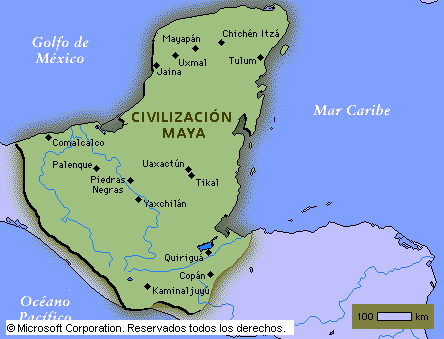 Golfo de
México
Mayapán
Chichén Itzá
Uxmal
Tulum
Jaina
Mar Caribe
CIVILIZACIÓN
MAYA
Comalcalco
Palenque
Uaxactún
Piedras
Negras
Tikal
Yaxchilán
Quiriguá
Copán
Kaminaljuyú
Océano
Pacífico
100 km
© Microsoft Corporation. Reservados todos los derechos.